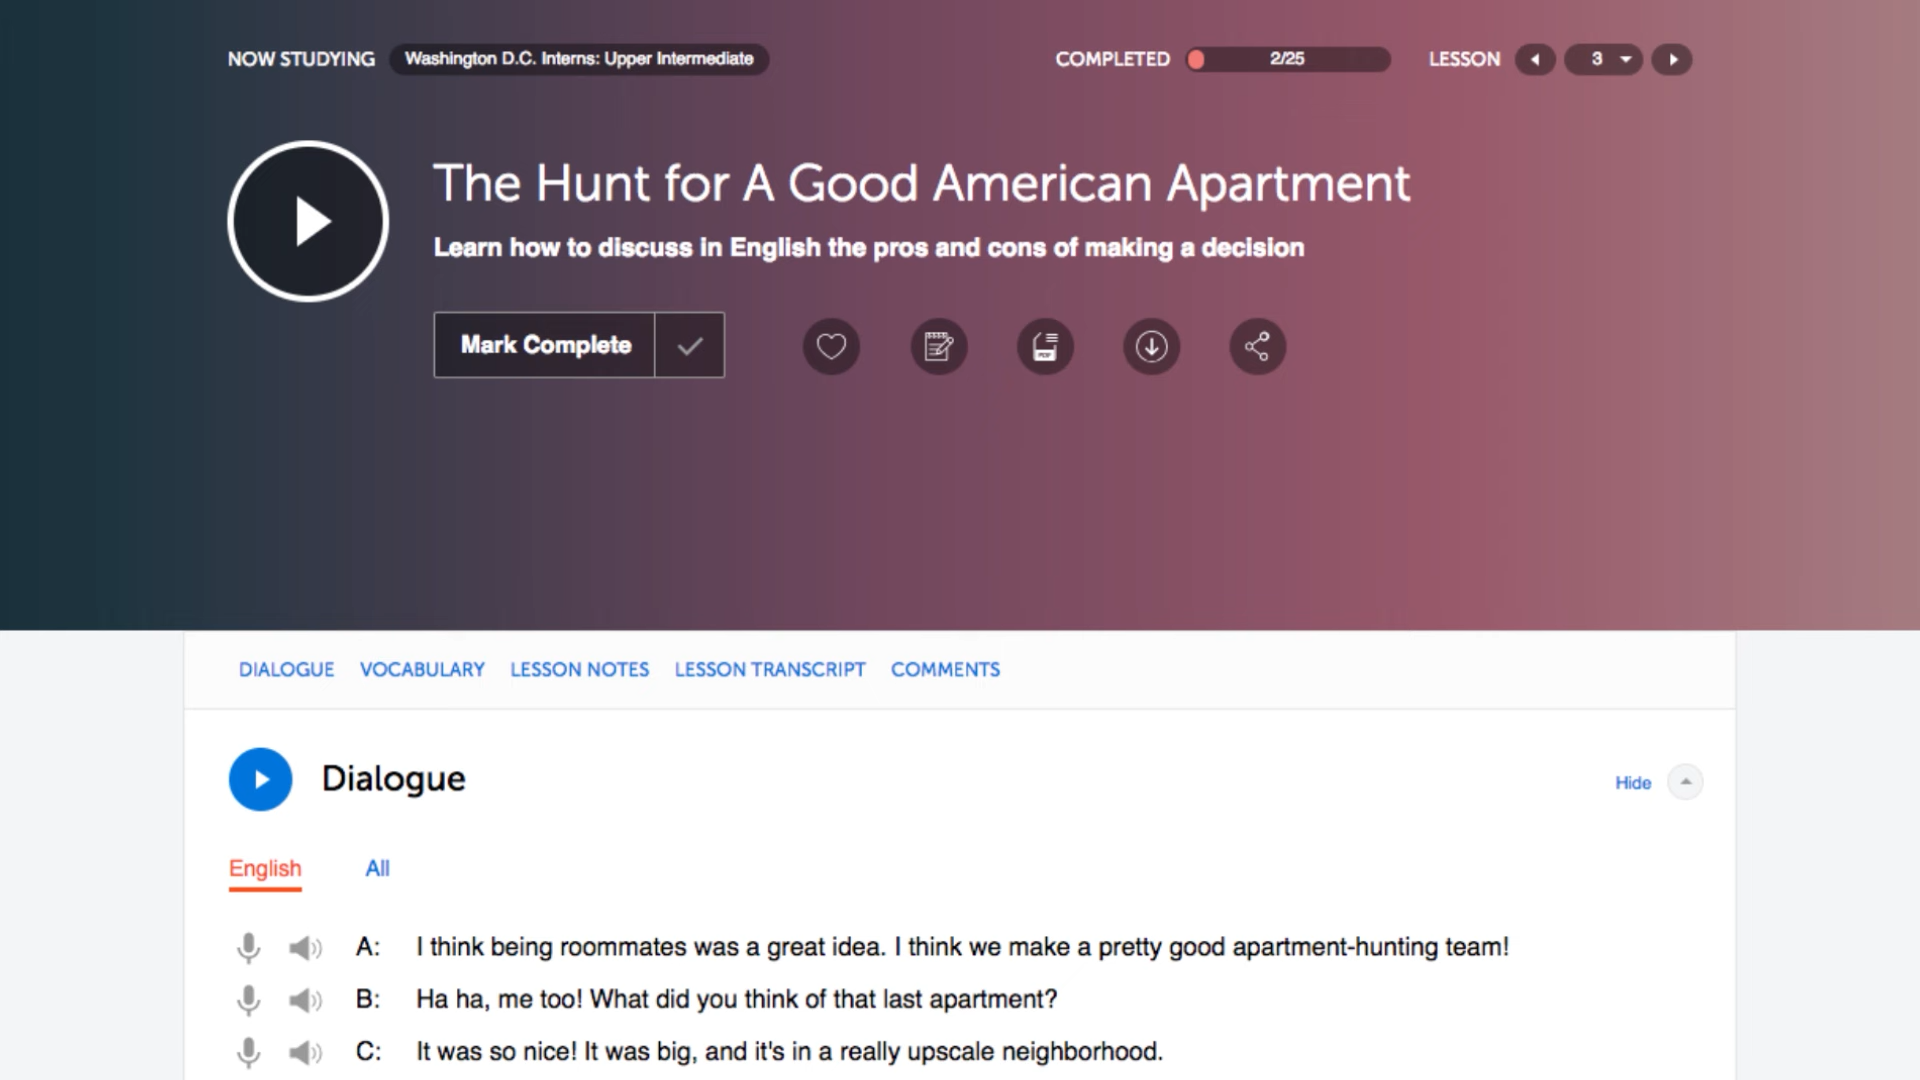 NOW STUDYING Washington D.C. Interns: Upper Intermediate COMPLETED 2/25 LESSON 3
The Hunt for A Good American Apartment
Learn how to discuss in English the pros and cons of making a decision
Mark Complete PDF
DIALOGUE VOCABULARY LESSON NOTES LESSON TRANSCRIPT COMMENTS
Dialogue Hide
English All
A: I think being roommates was a great idea. I think we make a pretty good apartment-hunting team!
B: Ha ha, me too! What did you think of that last apartment?
C: It was so nice! It was big, and it's in a really upscale neighborhood.